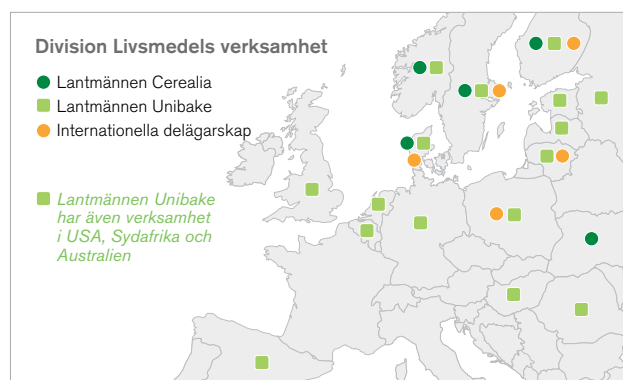 Division Livsmedels verksamhet
Lantmännen Cerealia
Lantmännen Unibake
Internationella delägarskap
Lantmännen Unibake
har även verksamhet
i USA, Sydafrika och
Australien